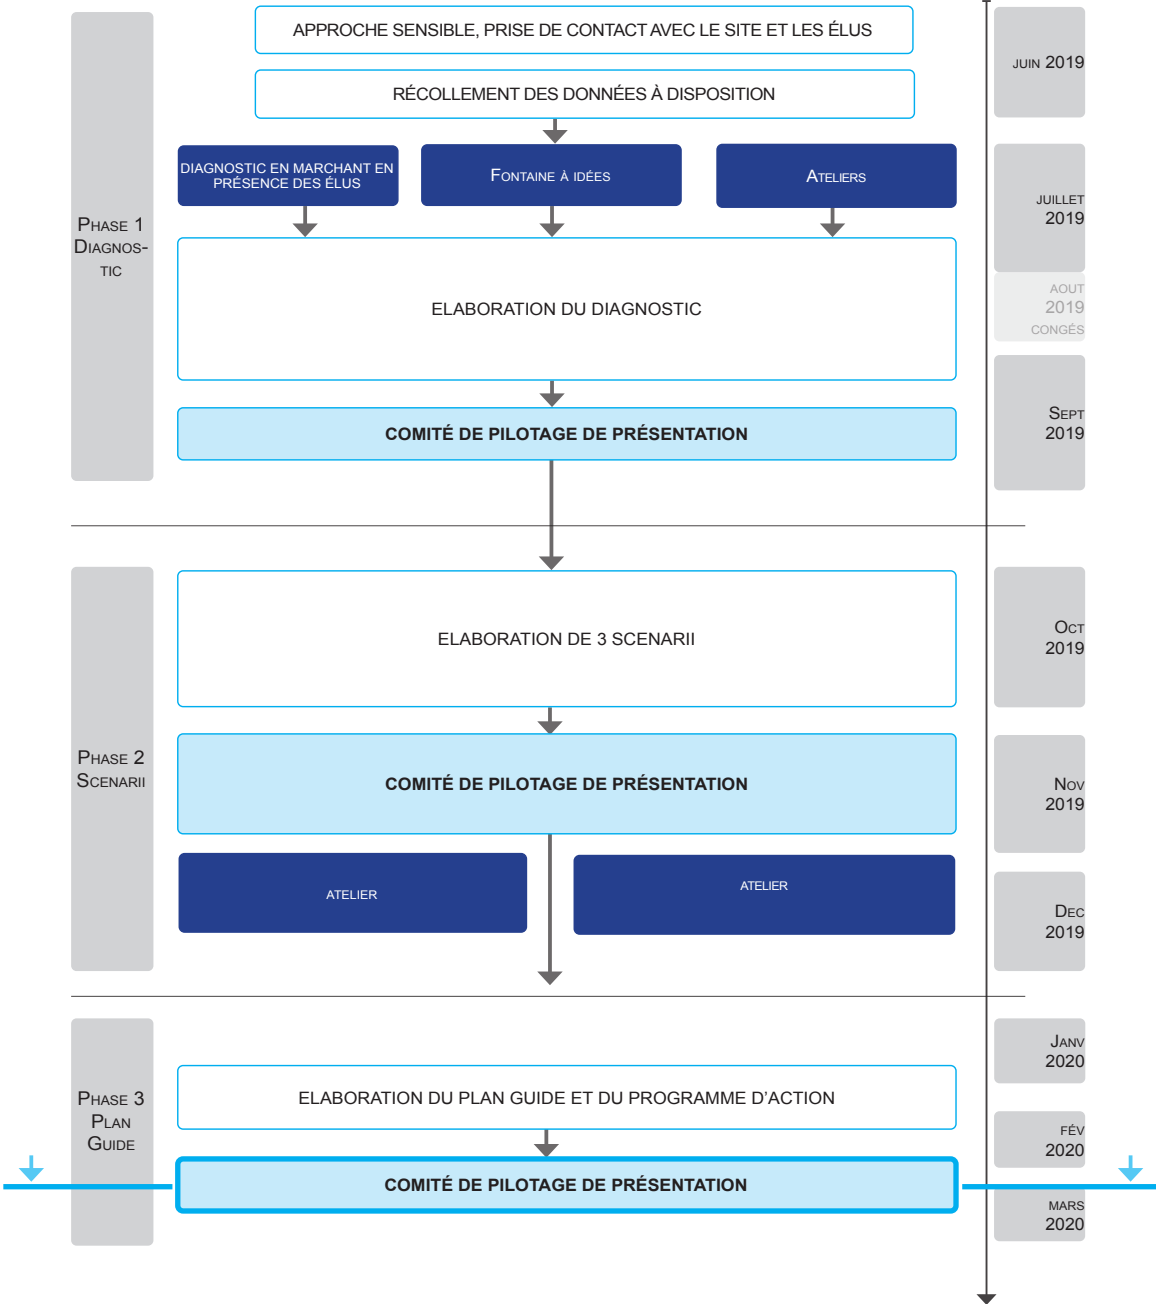 APPROCHE SENSIBLE, PRISE DE CONTACT AVEC LE SITE ET LES ÉLUS
JUIN 2019
RÉCOLLEMENT DES DONNÉES À DISPOSITION
DIAGNOSTIC EN MARCHANT EN
PRÉSENCE DES ÉLUS
FONTAINE À IDÉES
ATELIERS
JUILLET
2019
PHASE 1
DIAGNOS-
TIC
AOUT
2019
CONGÉS
ELABORATION DU DIAGNOSTIC
SEPT
2019
COMITÉ DE PILOTAGE DE PRÉSENTATION
ELABORATION DE 3 SCENARII
OCT
2019
PHASE 2
SCENARII
COMITÉ DE PILOTAGE DE PRÉSENTATION
NOV
2019
ATELIER
ATELIER
DEC
2019
JANV
2020
PHASE 3
PLAN
GUIDE
ELABORATION DU PLAN GUIDE ET DU PROGRAMME D'ACTION
FÉV
2020
COMITÉ DE PILOTAGE DE PRÉSENTATION
MARS
2020